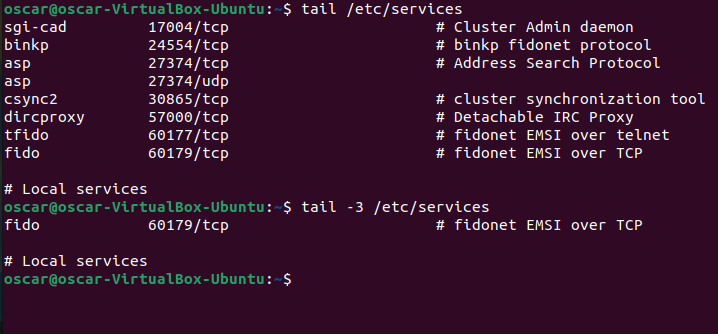 oscar@oscar-VirtualBox-Ubuntu:~$ tail /etc/services
sgi-cad 17004/tcp # Cluster Admin daemon
binkp 24554/tcp # binkp fidonet protocol
asp 27374/tcp # Address Search Protocol
asp 27374/udp
csync2 30865/tcp # cluster synchronization tool
dircproxy 57000/tcp # Detachable IRC Proxy
tfido 60177/tcp # fidonet EMSI over telnet
fido 60179/tcp # fidonet EMSI over TCP

# Local services
oscar@oscar-VirtualBox-Ubuntu:~$ tail -3 /etc/services
fido 60179/tcp # fidonet EMSI over TCP

# Local services
oscar@oscar-VirtualBox-Ubuntu:~$